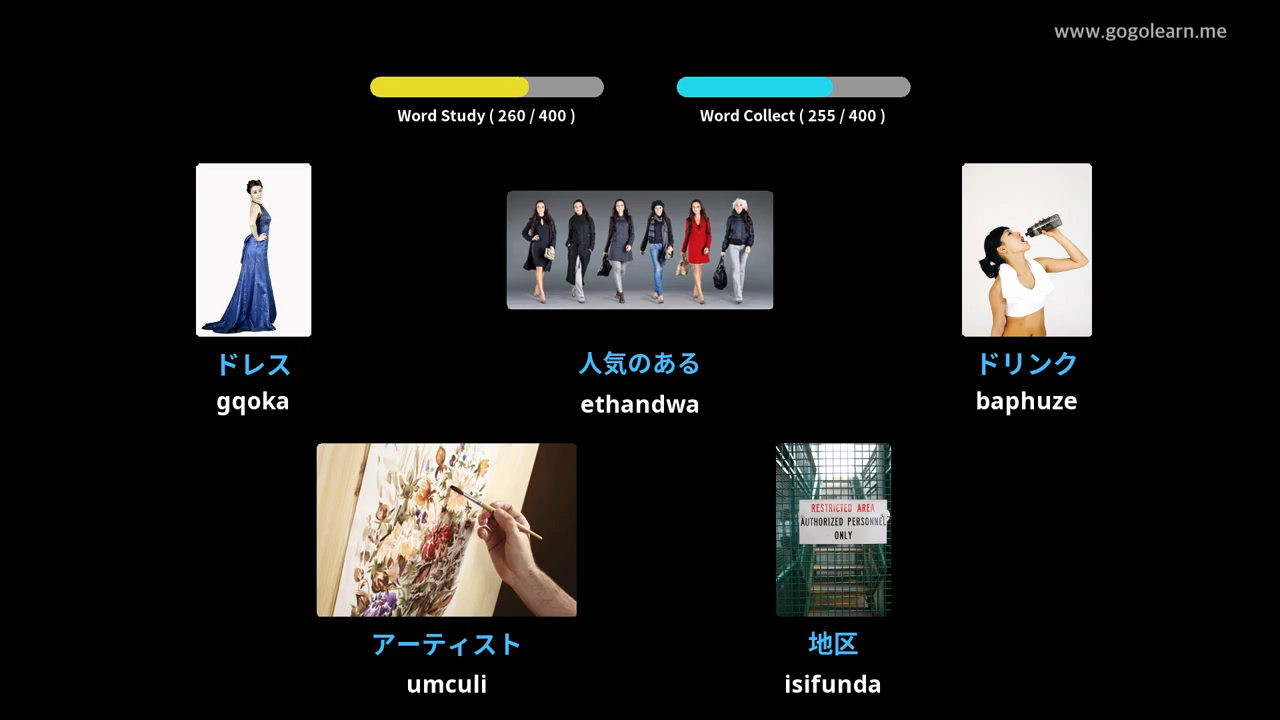 www.gogolearn.me
Word Study ( 260 / 400 )
Word Collect ( 255 / 400 )
ドレス
gqoka
人気のある
ethandwa
ドリンク
baphuze
RESTRICTED AREA
AUTHORIZED PERSONNEL
ONLY
アーティスト
umculi
地区
isifunda